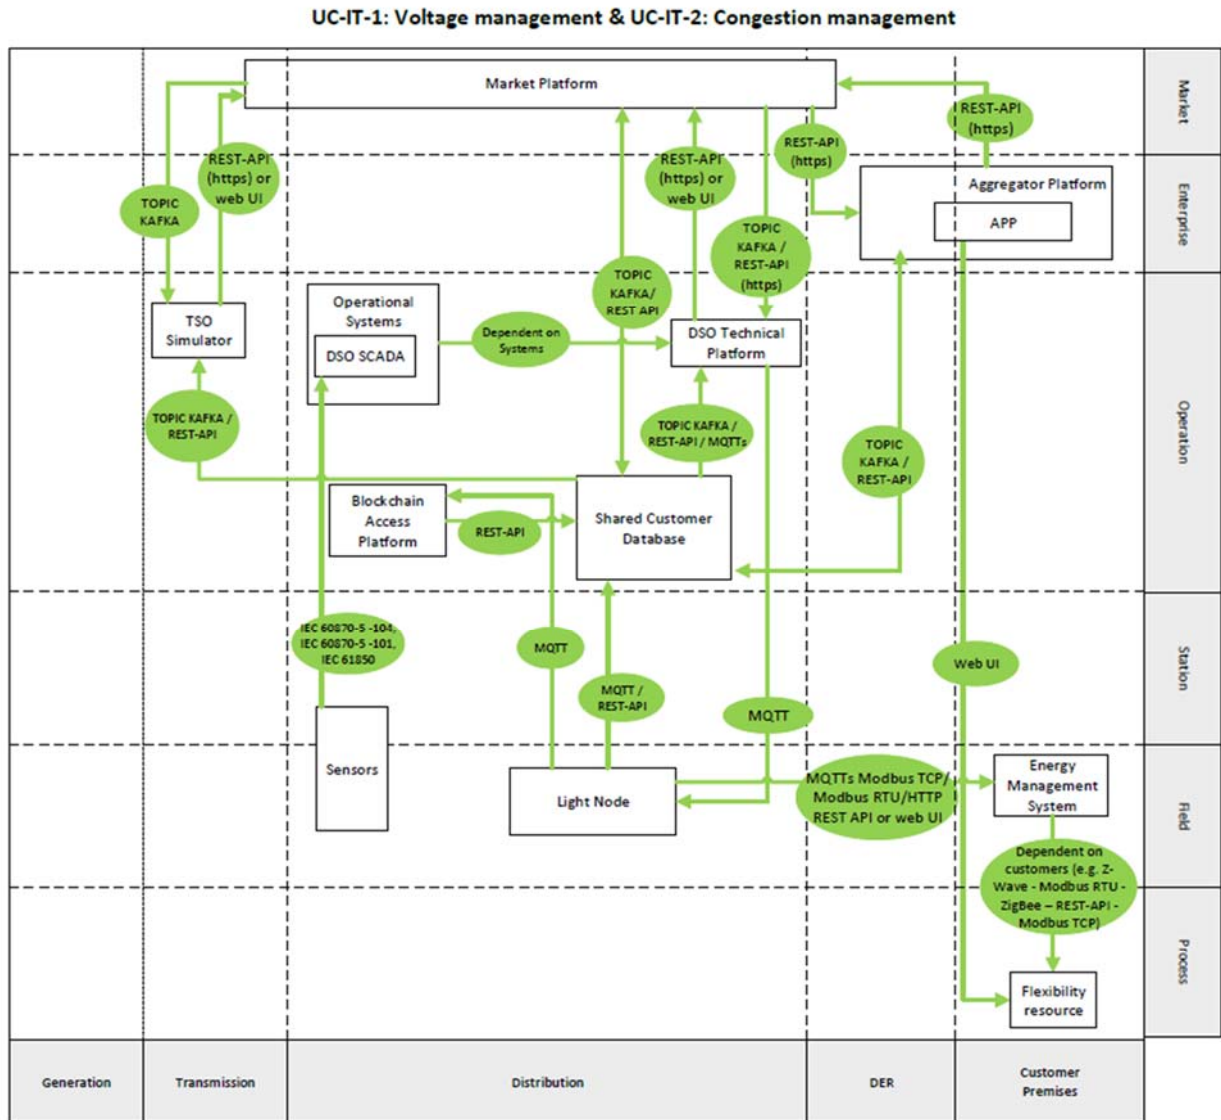 UC-IT-1: Voltage management & UC-IT-2: Congestion management
Market Platform
Market
REST-API
(https)
REST-API
(https) or
web UI
REST-API
(https) or
web UI
REST-API
(https)
TOPIC
KAFKA
Aggregator Platform
APP
Enterprise
TOPIC
KAFKA /
REST-API
(https)
TOPIC
KAFKA/
REST API
TSO
Simulator
Operational
Systems
DSO SCADA
Dependent on
Systems
DSO Technical
Platform
Operation
TOPIC KAFKA /
REST-API
TOPIC KAFKA /
REST-API / MQTTs
TOPIC
KAFKA /
REST-API
Blockchain
Access
Platform
REST-API
Shared Customer
Database
IEC 60870-5 -104,
IEC 60870-5 -101,
IEC 61850
MQTT
Web UI
Station
MQTT /
REST-API
MQTT
Sensors
Light Node
MQTTs Modbus TCP/
Modbus RTU/HTTP
REST API or web UI
Energy
Management
System
Field
Dependent on
customers (e.g. Z-
Wave - Modbus RTU -
ZigBee – REST-API -
Modbus TCP)
Process
Flexibility
resource
Generation
Transmission
Distribution
DER
Customer
Premises